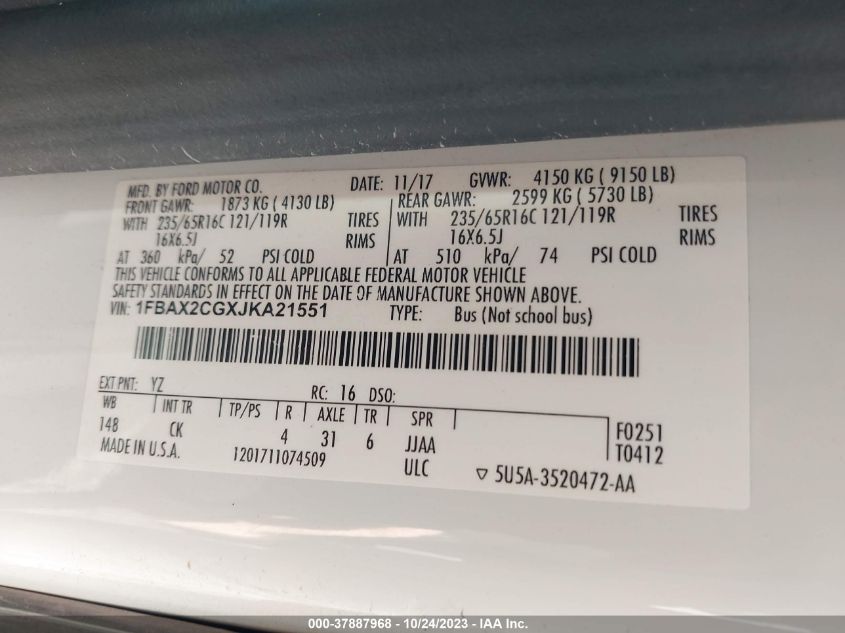 MFD. BY FORD MOTOR CO. DATE: 11/17 GVWR: 4150 KG ( 9150 LB)
FRONT GAWR: 1873 KG ( 4130 LB) REAR GAWR: 2599 KG ( 5730 LB)
WITH 235/65R16C 121/119R TIRES WITH 235/65R16C 121/119R TIRES
16X6.5J RIMS 16X6.5J RIMS
AT 360 kPa/ 52 PSI COLD AT 510 kPa/ 74 PSI COLD
THIS VEHICLE CONFORMS TO ALL APPLICABLE FEDERAL MOTOR VEHICLE
SAFETY STANDARDS IN EFFECT ON THE DATE OF MANUFACTURE SHOWN ABOVE.
VIN: 1FBAX2CGXJKA21551 TYPE: Bus (Not school bus)
EXT PNT: YZ RC: 16 DSO:
WB INT TR TP/PS R AXLE TR SPR
148 CK 4 31 6 JJAA F0251
MADE IN U.S.A. 1201711074509 ULC T0412
▽ 5U5A-3520472-AA
000-37887968 - 10/24/2023 - IAA Inc.